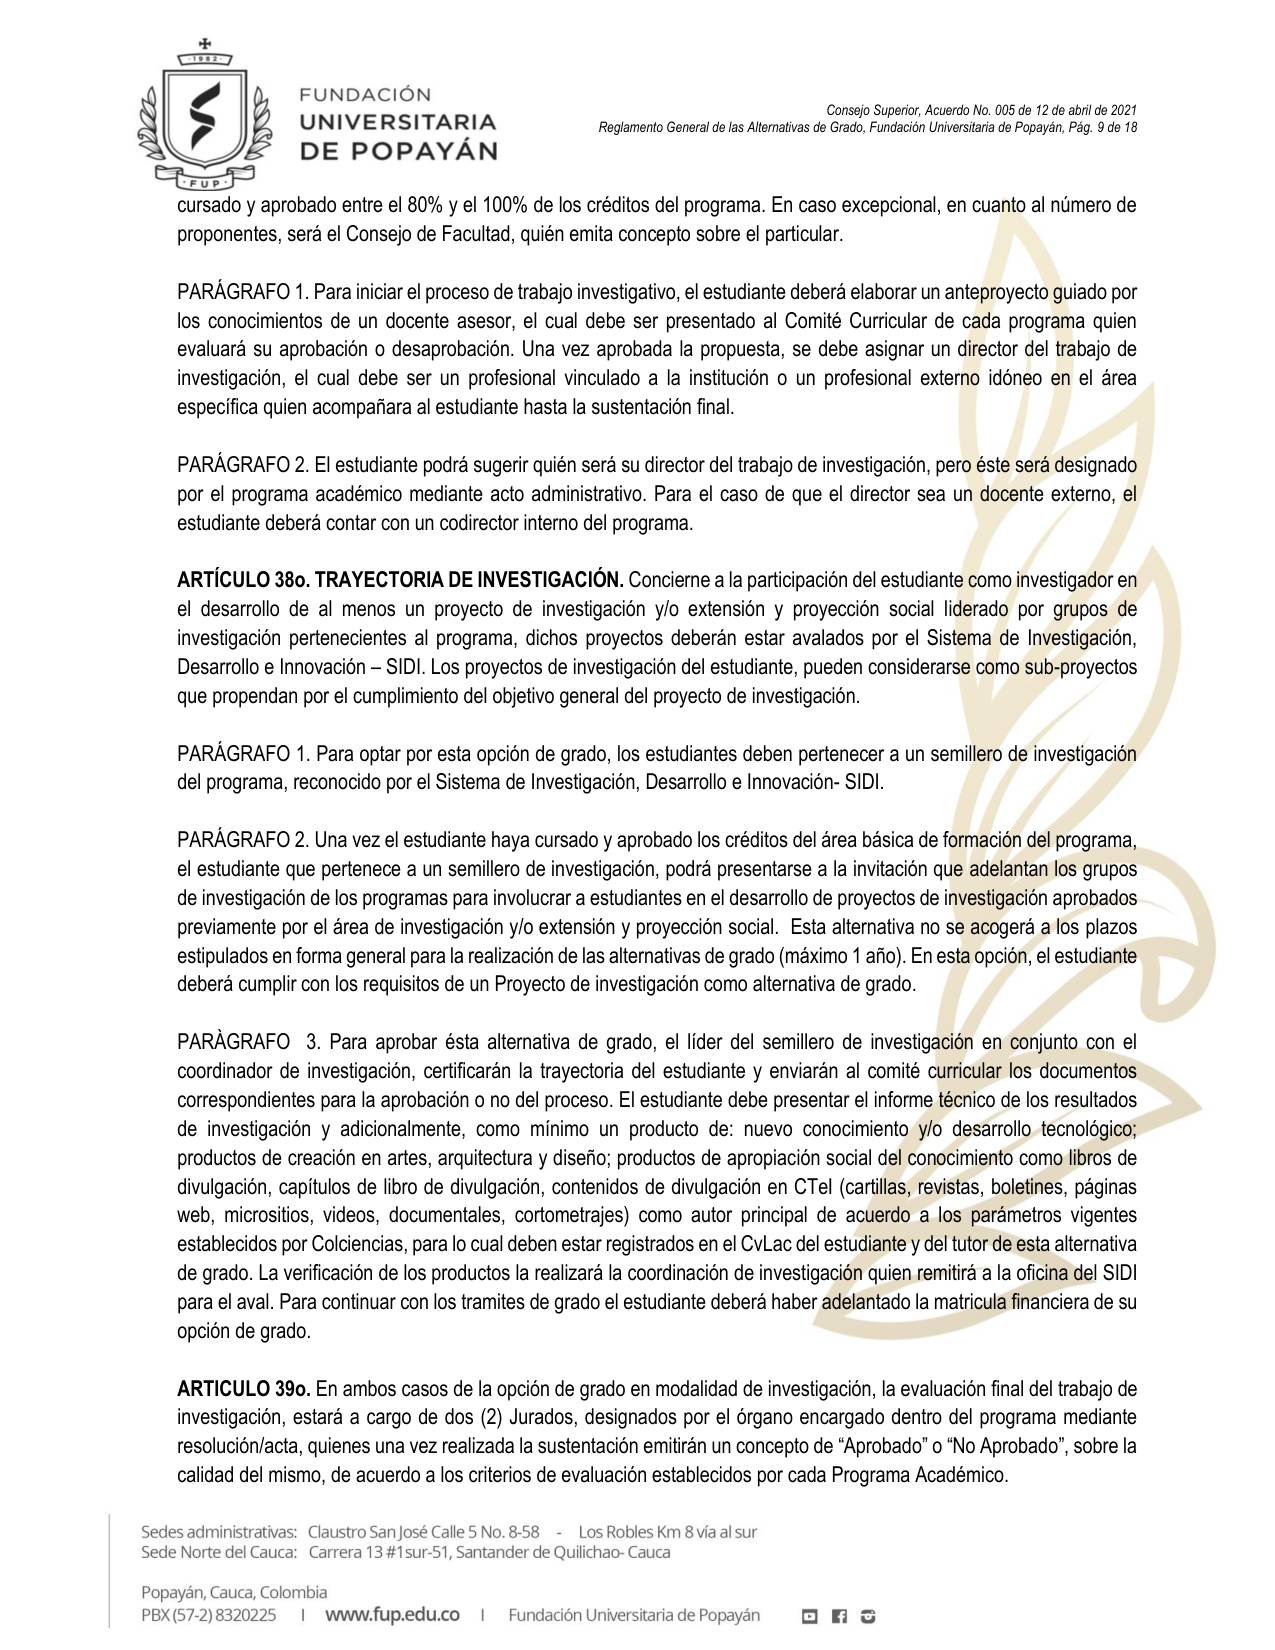 1982
FUP
FUNDACIÓN
UNIVERSITARIA
DE POPAYÁN
Consejo Superior, Acuerdo No. 005 de 12 de abril de 2021
Reglamento General de las Alternativas de Grado, Fundación Universitaria de Popayán, Pág. 9 de 18
cursado y aprobado entre el 80% y el 100% de los créditos del programa. En caso excepcional, en cuanto al número de
proponentes, será el Consejo de Facultad, quién emita concepto sobre el particular.
PARÁGRAFO 1. Para iniciar el proceso de trabajo investigativo, el estudiante deberá elaborar un anteproyecto guiado por
los conocimientos de un docente asesor, el cual debe ser presentado al Comité Curricular de cada programa quien
evaluará su aprobación o desaprobación. Una vez aprobada la propuesta, se debe asignar un director del trabajo de
investigación, el cual debe ser un profesional vinculado a la institución o un profesional externo idóneo en el área
específica quien acompañara al estudiante hasta la sustentación final.
PARÁGRAFO 2. El estudiante podrá sugerir quién será su director del trabajo de investigación, pero éste será designado
por el programa académico mediante acto administrativo. Para el caso de que el director sea un docente externo, el
estudiante deberá contar con un codirector interno del programa.
ARTÍCULO 38o. TRAYECTORIA DE INVESTIGACIÓN. Concierne a la participación del estudiante como investigador en
el desarrollo de al menos un proyecto de investigación y/o extensión y proyección social liderado por grupos de
investigación pertenecientes al programa, dichos proyectos deberán estar avalados por el Sistema de Investigación,
Desarrollo e Innovación – SIDI. Los proyectos de investigación del estudiante, pueden considerarse como sub-proyectos
que propendan por el cumplimiento del objetivo general del proyecto de investigación.
PARÁGRAFO 1. Para optar por esta opción de grado, los estudiantes deben pertenecer a un semillero de investigación
del programa, reconocido por el Sistema de Investigación, Desarrollo e Innovación- SIDI.
PARÁGRAFO 2. Una vez el estudiante haya cursado y aprobado los créditos del área básica de formación del programa,
el estudiante que pertenece a un semillero de investigación, podrá presentarse a la invitación que adelantan los grupos
de investigación de los programas para involucrar a estudiantes en el desarrollo de proyectos de investigación aprobados
previamente por el área de investigación y/o extensión y proyección social. Esta alternativa no se acogerá a los plazos
estipulados en forma general para la realización de las alternativas de grado (máximo 1 año). En esta opción, el estudiante
deberá cumplir con los requisitos de un Proyecto de investigación como alternativa de grado.
PARÀGRAFO 3. Para aprobar ésta alternativa de grado, el líder del semillero de investigación en conjunto con el
coordinador de investigación, certificarán la trayectoria del estudiante y enviarán al comité curricular los documentos
correspondientes para la aprobación o no del proceso. El estudiante debe presentar el informe técnico de los resultados
de investigación y adicionalmente, como mínimo un producto de: nuevo conocimiento y/o desarrollo tecnológico;
productos de creación en artes, arquitectura y diseño; productos de apropiación social del conocimiento como libros de
divulgación, capítulos de libro de divulgación, contenidos de divulgación en CTeI (cartillas, revistas, boletines, páginas
web, micrositios, videos, documentales, cortometrajes) como autor principal de acuerdo a los parámetros vigentes
establecidos por Colciencias, para lo cual deben estar registrados en el CvLac del estudiante y del tutor de esta alternativa
de grado. La verificación de los productos la realizará la coordinación de investigación quien remitirá a la oficina del SIDI
para el aval. Para continuar con los tramites de grado el estudiante deberá haber adelantado la matricula financiera de su
opción de grado.
ARTICULO 39o. En ambos casos de la opción de grado en modalidad de investigación, la evaluación final del trabajo de
investigación, estará a cargo de dos (2) Jurados, designados por el órgano encargado dentro del programa mediante
resolución/acta, quienes una vez realizada la sustentación emitirán un concepto de “Aprobado” o “No Aprobado”, sobre la
calidad del mismo, de acuerdo a los criterios de evaluación establecidos por cada Programa Académico.
Sedes administrativas: Claustro San José Calle 5 No. 8-58 - Los Robles Km 8 vía al sur
Sede Norte del Cauca: Carrera 13 #1sur-51, Santander de Quilichao- Cauca
Popayán, Cauca, Colombia
PBX (57-2) 8320225 I www.fup.edu.co I Fundación Universitaria de Popayán